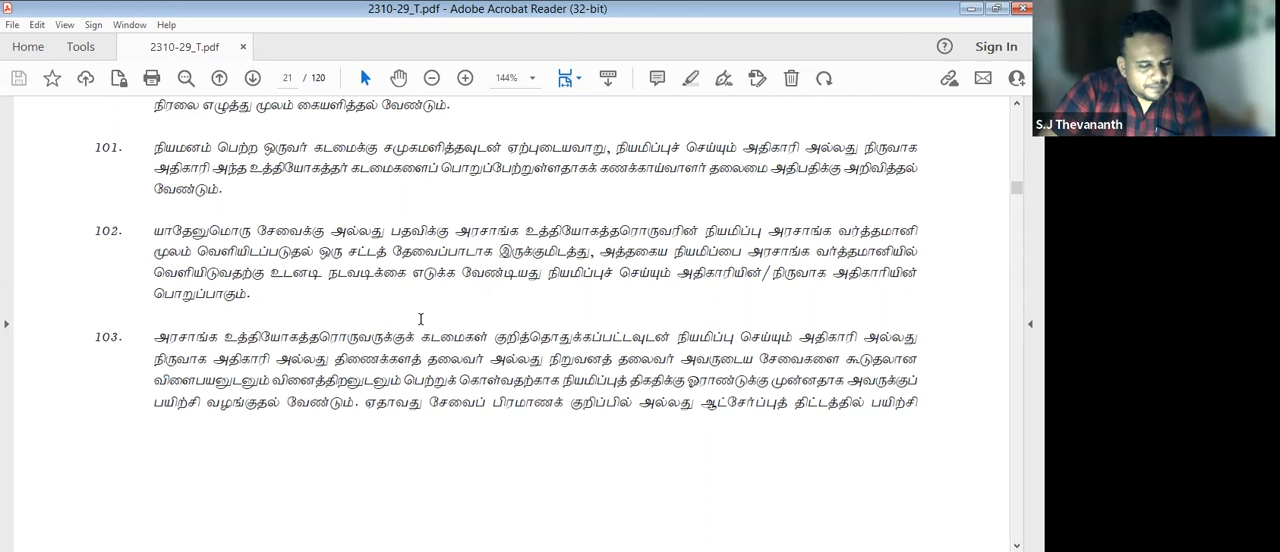 2310-29_T.pdf - Adobe Acrobat Reader (32-bit)
File Edit View Sign Window Help
Home Tools 2310-29_T.pdf × Sign In
21 / 120 144%
நிரலை எழுத்து மூலம் கையளித்தல் வேண்டும்.
101. நியமனம் பெற்ற ஒருவர் கடமைக்கு சமுகமளித்தவுடன் ஏற்புடையவாறு, நியமிப்புச் செய்யும் அதிகாரி அல்லது நிருவாக
அதிகாரி அந்த உத்தியோகத்தர் கடமைகளைப் பொறுப்பேற்றுள்ளதாகக் கணக்காய்வாளர் தலைமை அதிபதிக்கு அறிவித்தல்
வேண்டும்.
102. யாதேனுமொரு சேவைக்கு அல்லது பதவிக்கு அரசாங்க உத்தியோகத்தரொருவரின் நியமிப்பு அரசாங்க வர்த்தமானி
மூலம் வெளியிடப்படுதல் ஒரு சட்டத் தேவைப்பாடாக இருக்குமிடத்து, அத்தகைய நியமிப்பை அரசாங்க வர்த்தமானியில்
வெளியிடுவதற்கு உடனடி நடவடிக்கை எடுக்க வேண்டியது நியமிப்புச் செய்யும் அதிகாரியின்/நிருவாக அதிகாரியின்
பொறுப்பாகும்.
103. அரசாங்க உத்தியோகத்தரொருவருக்குக் கடமைகள் குறித்தொதுக்கப்பட்டவுடன் நியமிப்பு செய்யும் அதிகாரி அல்லது
நிருவாக அதிகாரி அல்லது திணைக்களத் தலைவர் அல்லது நிறுவனத் தலைவர் அவருடைய சேவைகளை கூடுதலான
விளைபயனுடனும் வினைத்திறனுடனும் பெற்றுக் கொள்வதற்காக நியமிப்புத் திகதிக்கு ஓராண்டுக்கு முன்னதாக அவருக்குப்
பயிற்சி வழங்குதல் வேண்டும். ஏதாவது சேவைப் பிரமாணக் குறிப்பில் அல்லது ஆட்சேர்ப்புத் திட்டத்தில் பயிற்சி
S.J Thevananth